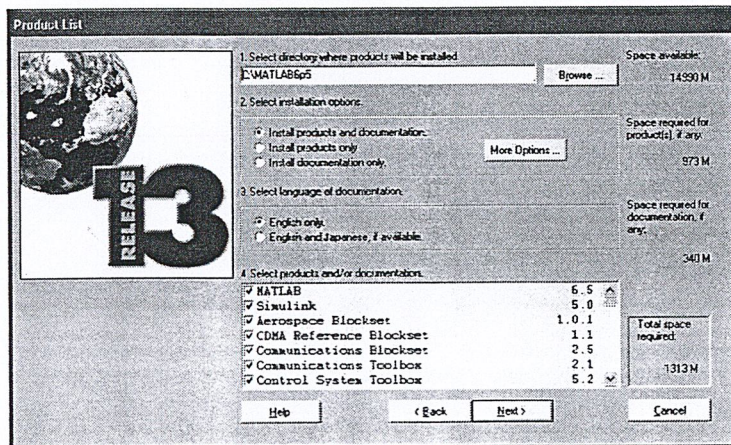 Product List
1. Select directory where products will be installed.
C:\MATLAB6p5
Browse ...
Space available:
14990 M
2. Select installation options.
Install products and documentation.
Install products only
Install documentation only.
More Options ...
Space required for
product(s), if any.
973 M
3. Select language of documentation.
English only.
English and Japanese, if available.
Space required for
documentation, if
any.
340 M
4. Select products and/or documentation.
MATLAB 6.5
Simulink 5.0
Aerospace Blockset 1.0.1
CDMA Reference Blockset 1.1
Communications Blockset 2.5
Communications Toolbox 2.1
Control System Toolbox 5.2
Total space
required:
1313 M
RELEASE 13
Help
< Back
Next >
Cancel